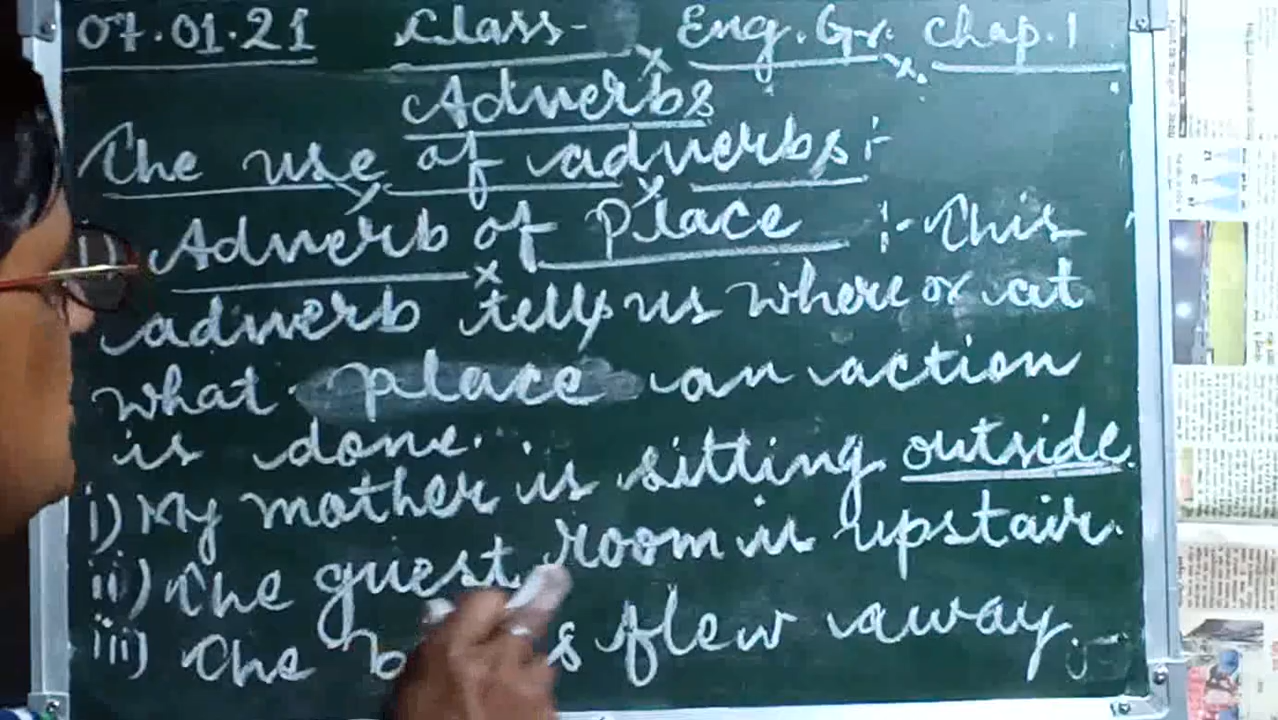 07.01.21 Class- Eng. Gr. Chap.1
Adverbs
The use of adverbs:-
1) Adverb of Place :- This
adverb tells us where or at
what place an action
is done.
i) My mother is sitting outside.
ii) The guest room is upstair.
iii) The flew away.